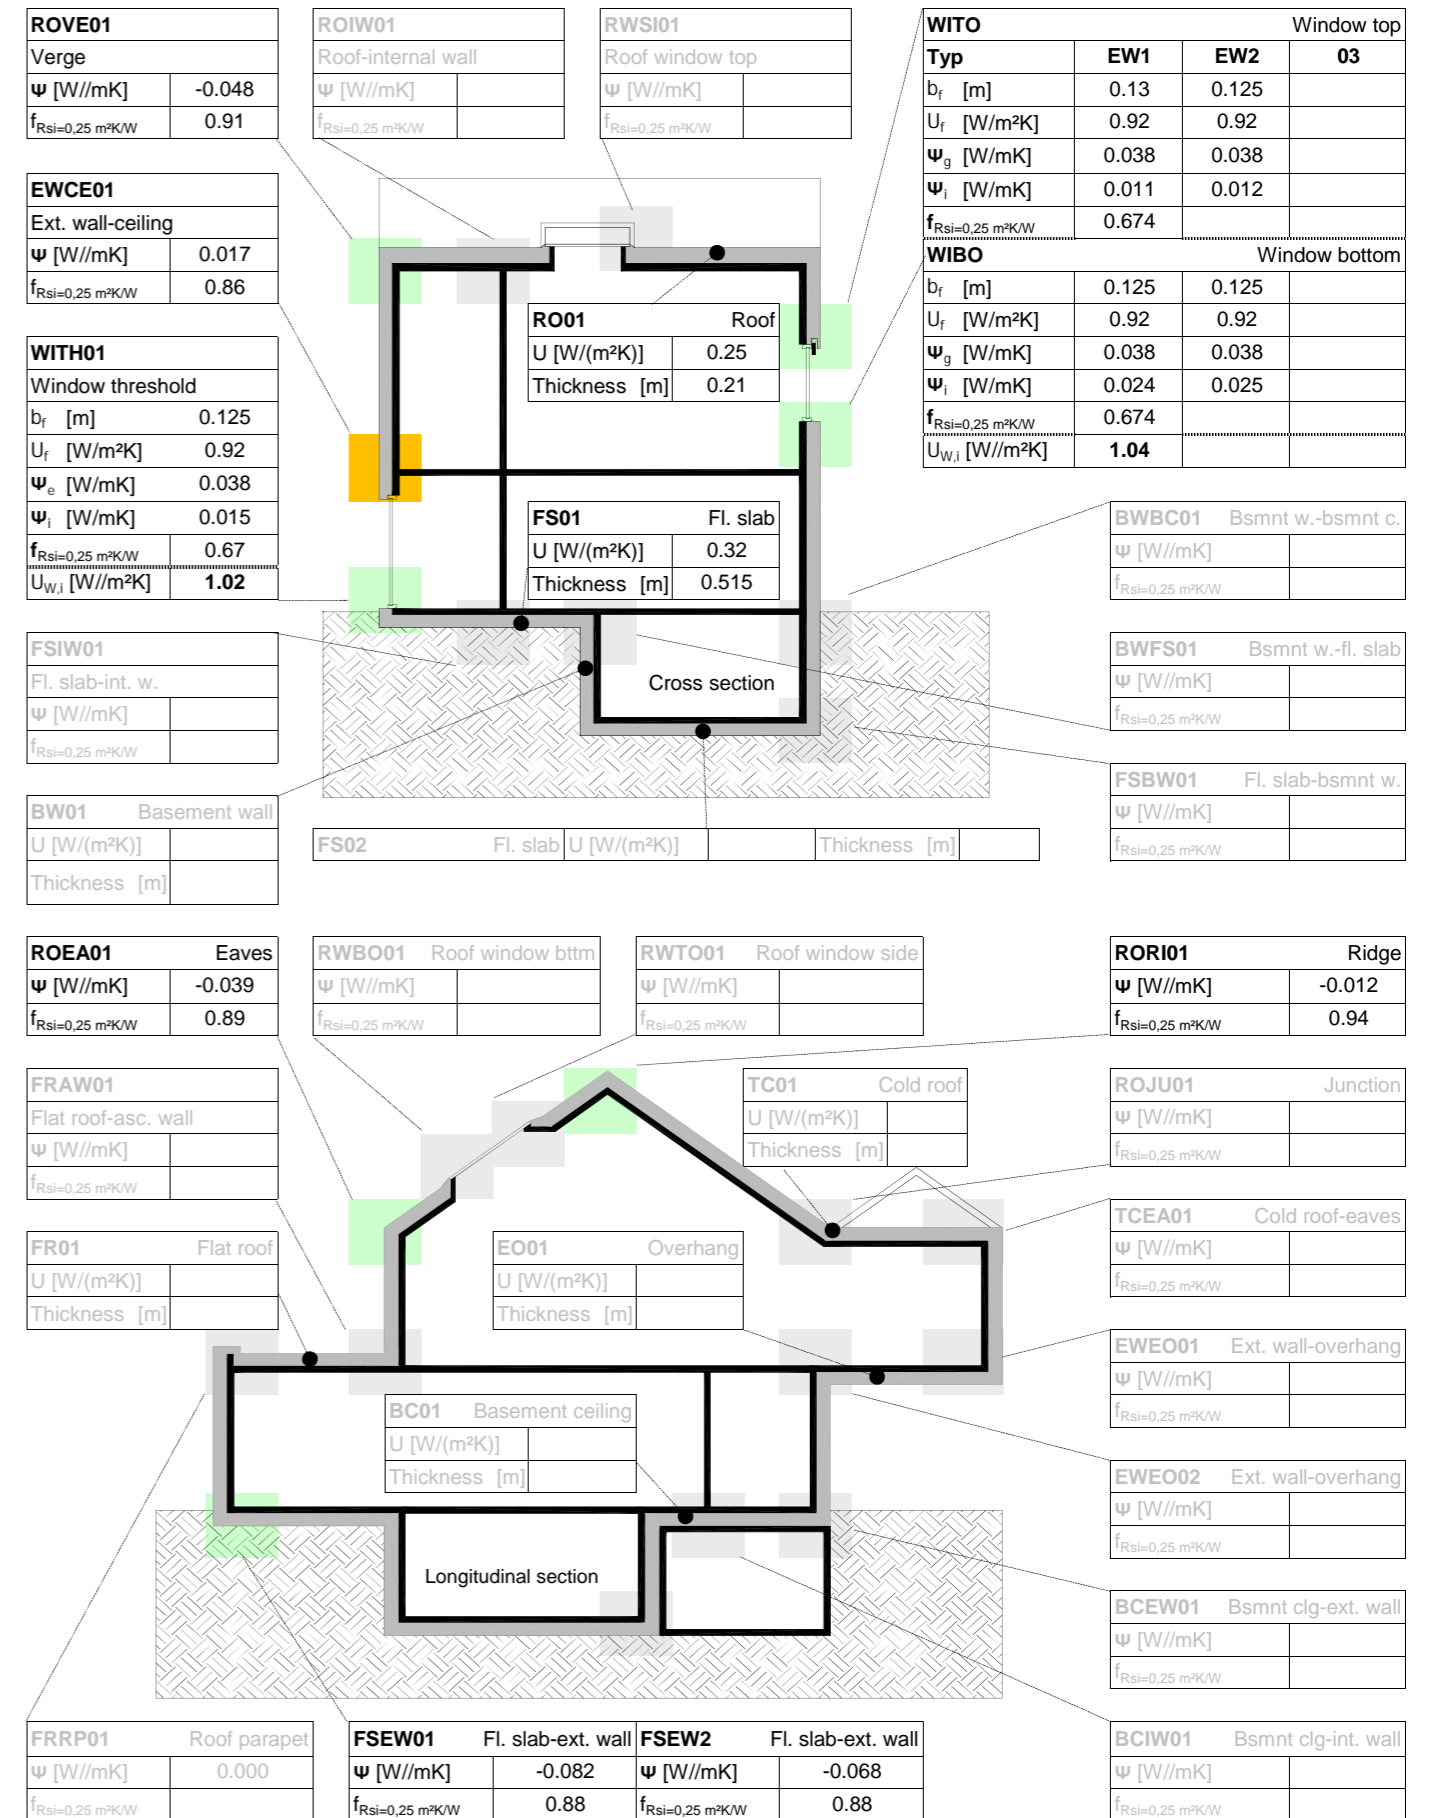 ROVE01
Verge
Ψ [W//mK] -0.048
fRsi=0,25 m²K/W 0.91
ROIW01
Roof-internal wall
Ψ [W//mK]
fRsi=0,25 m²K/W
RWSI01
Roof window top
Ψ [W//mK]
fRsi=0,25 m²K/W
WITO Window top
Typ EW1 EW2 03
bf [m] 0.13 0.125
Uf [W/m²K] 0.92 0.92
Ψg [W/mK] 0.038 0.038
Ψi [W/mK] 0.011 0.012
fRsi=0,25 m²K/W 0.674
WIBO Window bottom
bf [m] 0.125 0.125
Uf [W/m²K] 0.92 0.92
Ψg [W/mK] 0.038 0.038
Ψi [W/mK] 0.024 0.025
fRsi=0,25 m²K/W 0.674
UW,i [W//m²K] 1.04
EWCE01
Ext. wall-ceiling
Ψ [W//mK] 0.017
fRsi=0,25 m²K/W 0.86
WITH01
Window threshold
bf [m] 0.125
Uf [W/m²K] 0.92
Ψe [W/mK] 0.038
Ψi [W/mK] 0.015
fRsi=0,25 m²K/W 0.67
UW,i [W//m²K] 1.02
RO01 Roof
U [W/(m²K)] 0.25
Thickness [m] 0.21
FS01 Fl. slab
U [W/(m²K)] 0.32
Thickness [m] 0.515
BWBC01 Bsmnt w.-bsmnt c.
Ψ [W//mK]
fRsi=0,25 m²K/W
FSIW01
Fl. slab-int. w.
Ψ [W//mK]
fRsi=0,25 m²K/W
Cross section
BWFS01 Bsmnt w.-fl. slab
Ψ [W//mK]
fRsi=0,25 m²K/W
FSBW01 Fl. slab-bsmnt w.
Ψ [W//mK]
fRsi=0,25 m²K/W
BW01 Basement wall
U [W/(m²K)]
Thickness [m]
FS02 Fl. slab U [W/(m²K)] Thickness [m]
ROEA01 Eaves
Ψ [W//mK] -0.039
fRsi=0,25 m²K/W 0.89
RWBO01 Roof window bttm
Ψ [W//mK]
fRsi=0,25 m²K/W
RWTO01 Roof window side
Ψ [W//mK]
fRsi=0,25 m²K/W
RORI01 Ridge
Ψ [W//mK] -0.012
fRsi=0,25 m²K/W 0.94
FRAW01
Flat roof-asc. wall
Ψ [W//mK]
fRsi=0,25 m²K/W
TC01 Cold roof
U [W/(m²K)]
Thickness [m]
ROJU01 Junction
Ψ [W//mK]
fRsi=0,25 m²K/W
TCEA01 Cold roof-eaves
Ψ [W//mK]
fRsi=0,25 m²K/W
FR01 Flat roof
U [W/(m²K)]
Thickness [m]
EO01 Overhang
U [W/(m²K)]
Thickness [m]
EWEO01 Ext. wall-overhang
Ψ [W//mK]
fRsi=0,25 m²K/W
BC01 Basement ceiling
U [W/(m²K)]
Thickness [m]
EWEO02 Ext. wall-overhang
Ψ [W//mK]
fRsi=0,25 m²K/W
Longitudinal section
BCEW01 Bsmnt clg-ext. wall
Ψ [W//mK]
fRsi=0,25 m²K/W
FRRP01 Roof parapet
Ψ [W//mK] 0.000
fRsi=0,25 m²K/W
FSEW01 Fl. slab-ext. wall
Ψ [W//mK] -0.082
fRsi=0,25 m²K/W 0.88
FSEW2 Fl. slab-ext. wall
Ψ [W//mK] -0.068
fRsi=0,25 m²K/W 0.88
BCIW01 Bsmnt clg-int. wall
Ψ [W//mK]
fRsi=0,25 m²K/W